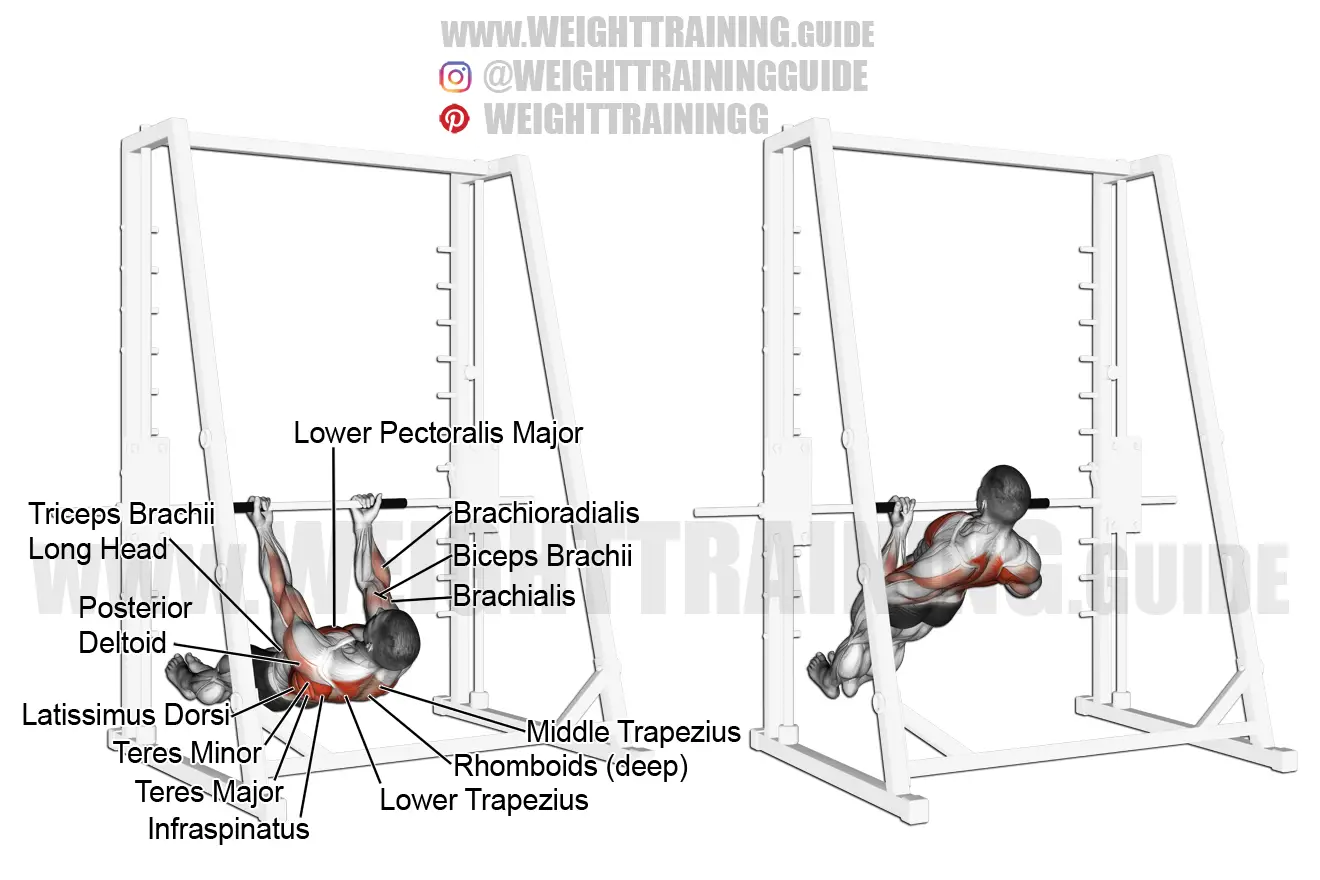 WWW.WEIGHTTRAINING.GUIDE
@WEIGHTTRAININGGUIDE
WEIGHTTRAININGG
Lower Pectoralis Major
Triceps Brachii
Long Head
Brachioradialis
Biceps Brachii
Brachialis
WWW.WEIGHTTRAINING.GUIDE
Posterior
Deltoid
Latissimus Dorsi
Teres Minor
Teres Major
Infraspinatus
Middle Trapezius
Rhomboids (deep)
Lower Trapezius